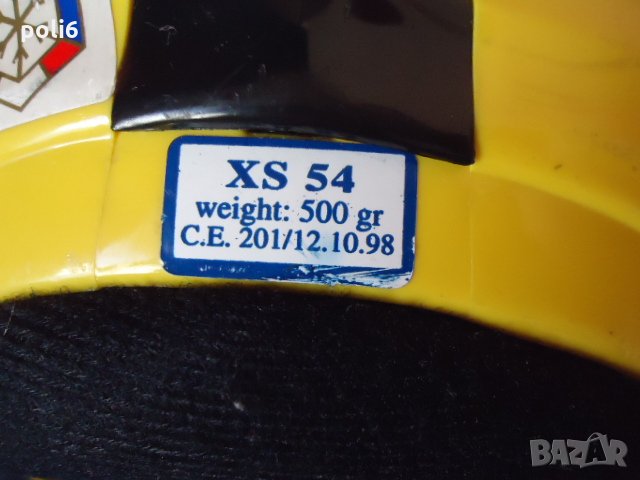 poli6
XS 54
weight: 500 gr
C.E. 201/12.10.98
BAZAR